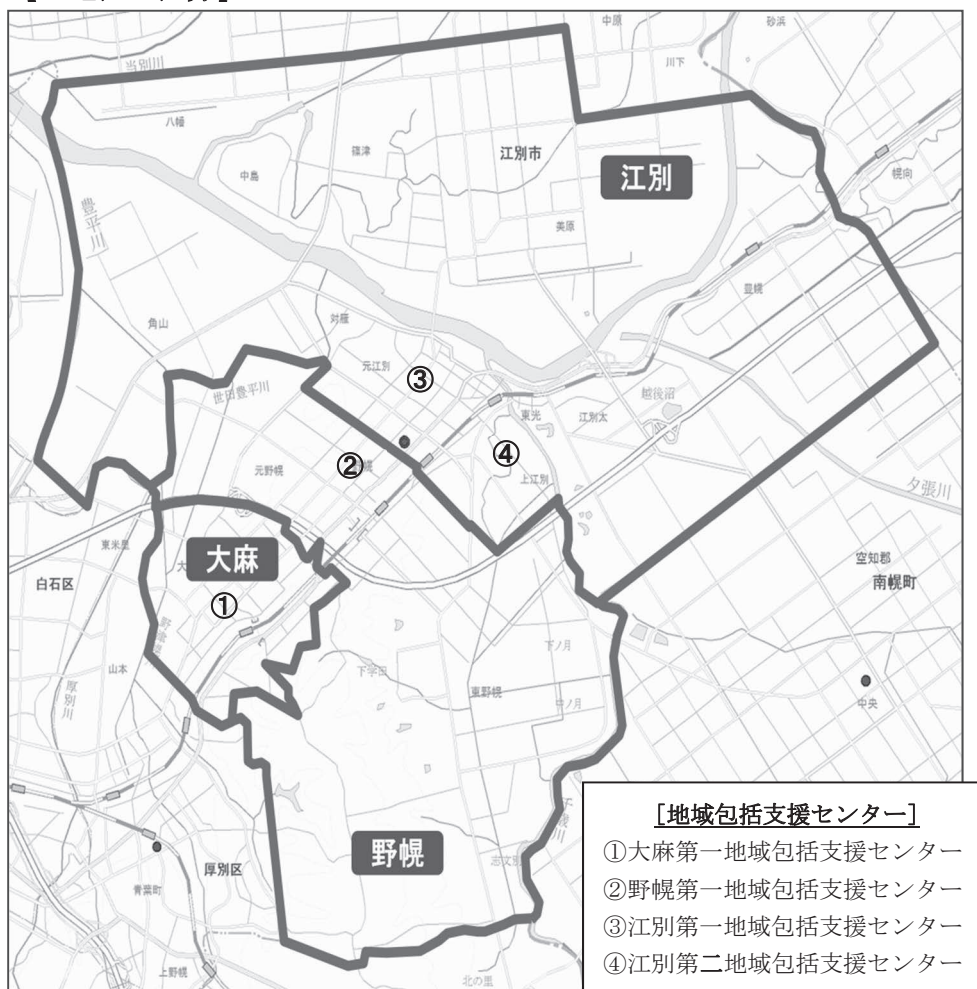 中原
砂浜
当別川
川下
八幡
篠津
江別市
中島
江別
幌向
豊平川
美原
豊幌
角山
対雁
元江別
③
世田豊平川
越後沼
東光
江別太
②
④
元野幌
上江別
夕張川
東米里
大麻
白石区
空知郡
南幌町
①
山本
下学田
下ノ月
東野幌
中ノ月
厚別川
中央
野幌
志文別
厚別区
青葉町
上野幌
北の里
[地域包括支援センター]
①大麻第一地域包括支援センター
②野幌第一地域包括支援センター
③江別第一地域包括支援センター
④江別第二地域包括支援センター